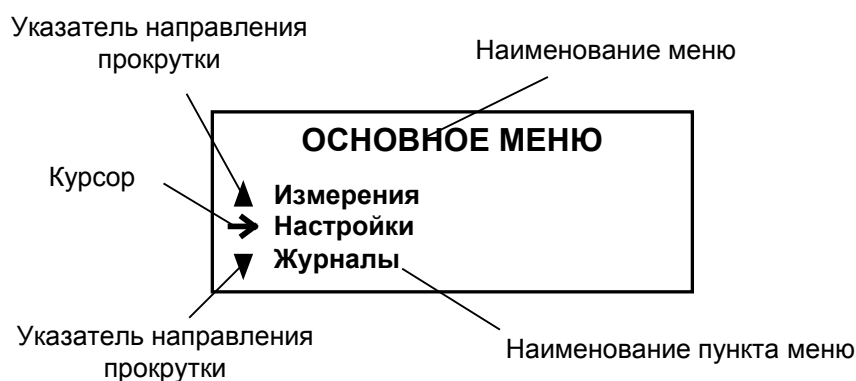 Указатель направления
прокрутки
Наименование меню
ОСНОВНОЕ МЕНЮ
Курсор
Измерения
Настройки
Журналы
Указатель направления
прокрутки
Наименование пункта меню